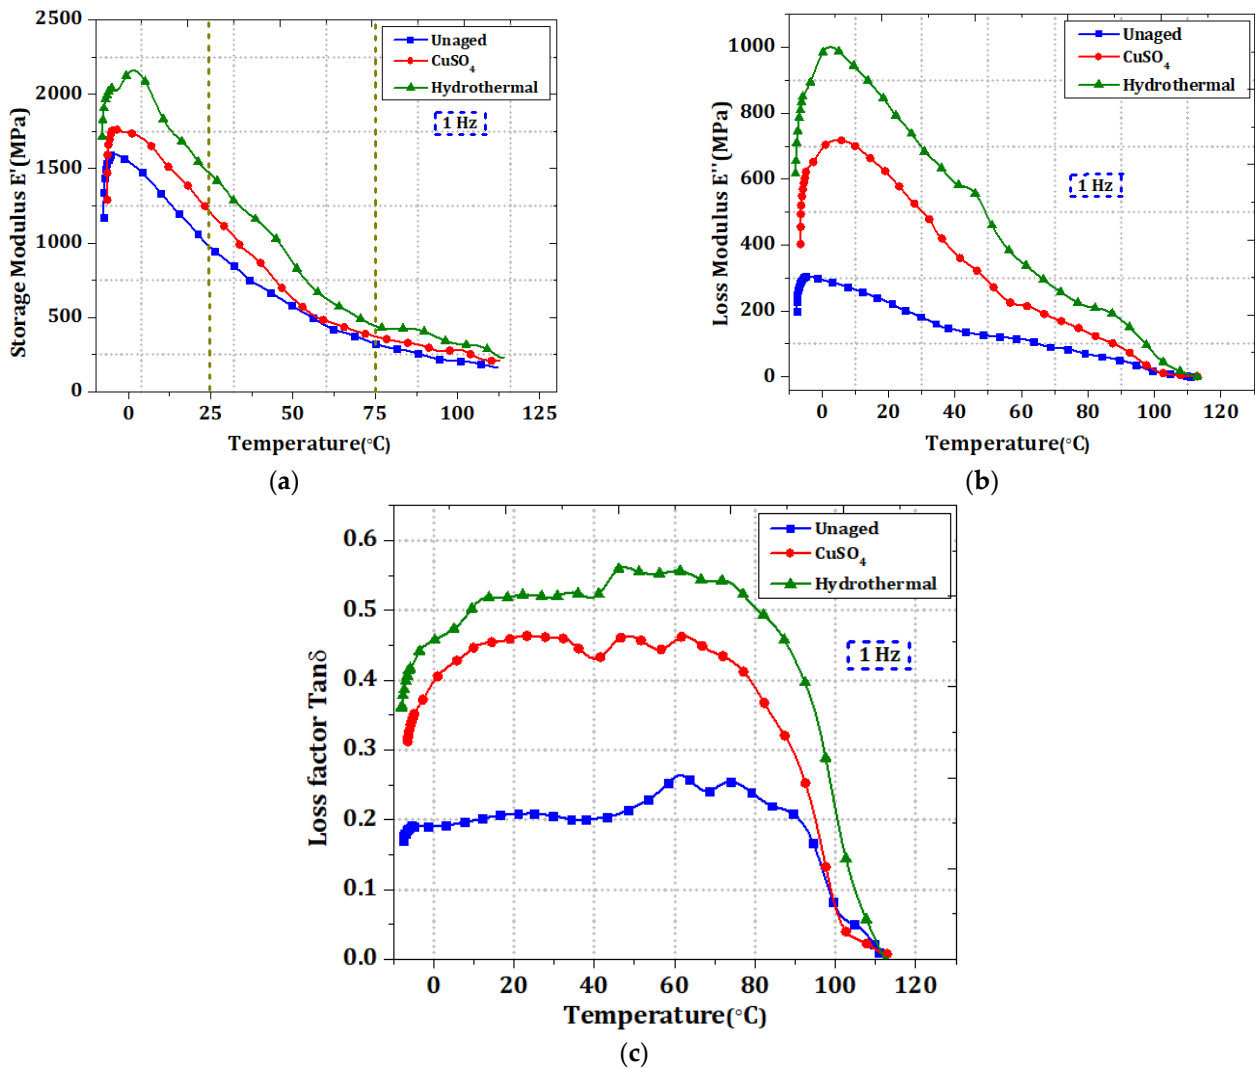 2500
2000
1500
1000
500
0
Storage Modulus E'(MPa)
Unaged
CuSO4
Hydrothermal
1 Hz
0 25 50 75 100 125
Temperature(°C)
(a)
1000
800
600
400
200
0
Loss Modulus E''(MPa)
Unaged
CuSO4
Hydrothermal
1 Hz
0 20 40 60 80 100 120
Temperature(°C)
(b)
0.6
0.5
0.4
0.3
0.2
0.1
0.0
Loss factor Tanδ
Unaged
CuSO4
Hydrothermal
1 Hz
0 20 40 60 80 100 120
Temperature(°C)
(c)